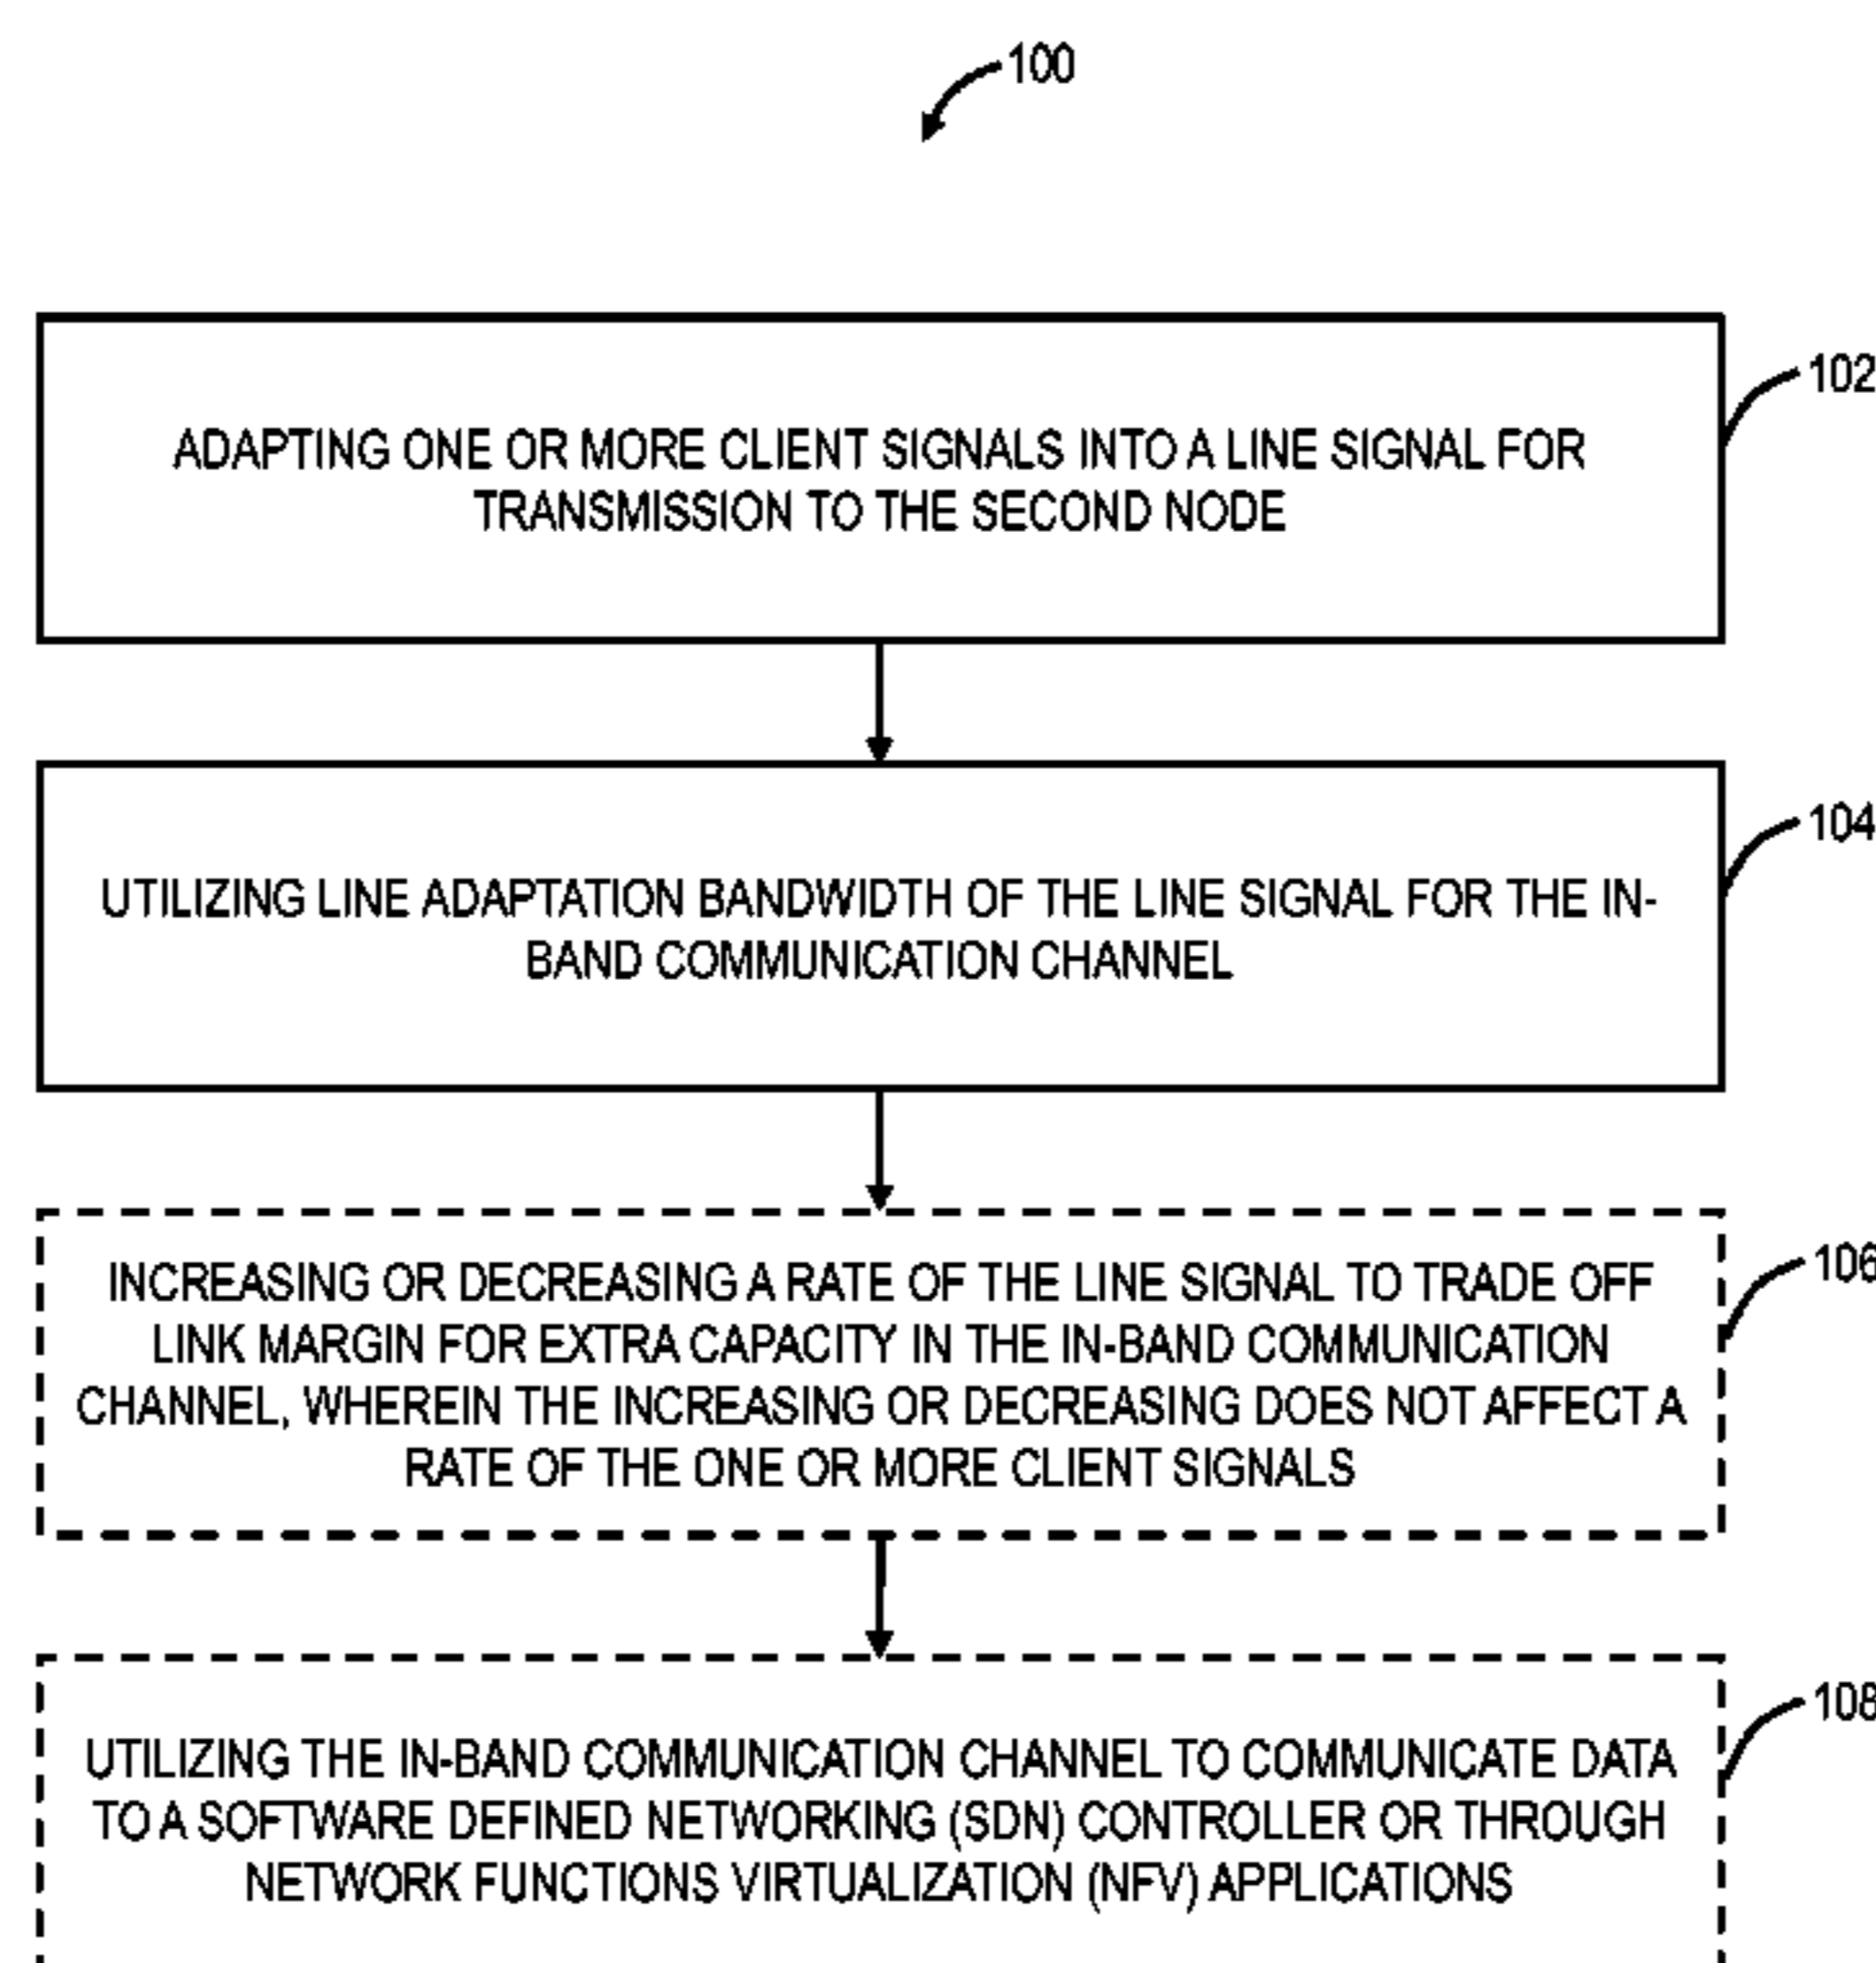 100
102
ADAPTING ONE OR MORE CLIENT SIGNALS INTO A LINE SIGNAL FOR
TRANSMISSION TO THE SECOND NODE
104
UTILIZING LINE ADAPTATION BANDWIDTH OF THE LINE SIGNAL FOR THE IN-
BAND COMMUNICATION CHANNEL
106
INCREASING OR DECREASING A RATE OF THE LINE SIGNAL TO TRADE OFF
LINK MARGIN FOR EXTRA CAPACITY IN THE IN-BAND COMMUNICATION
CHANNEL, WHEREIN THE INCREASING OR DECREASING DOES NOT AFFECT A
RATE OF THE ONE OR MORE CLIENT SIGNALS
108
UTILIZING THE IN-BAND COMMUNICATION CHANNEL TO COMMUNICATE DATA
TO A SOFTWARE DEFINED NETWORKING (SDN) CONTROLLER OR THROUGH
NETWORK FUNCTIONS VIRTUALIZATION (NFV) APPLICATIONS